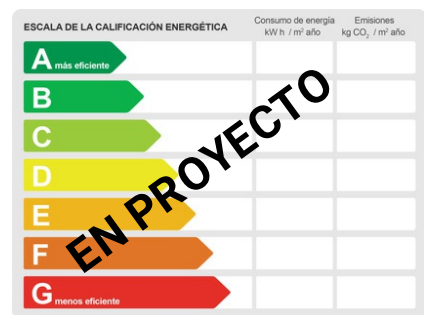 ESCALA DE LA CALIFICACIÓN ENERGÉTICA
Consumo de energía
kW h / m² año
Emisiones
kg CO₂ / m² año
A más eficiente
B
C
D
E
F
G menos eficiente
EN PROYECTO